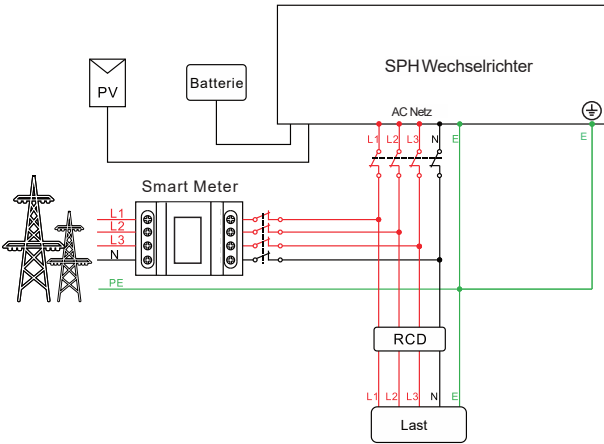 SPH Wechselrichter
PV
Batterie
AC Netz
L1 L2 L3 N E E
Smart Meter
L1
L2
L3
N
PE
RCD
L1 L2 L3 N E
Last